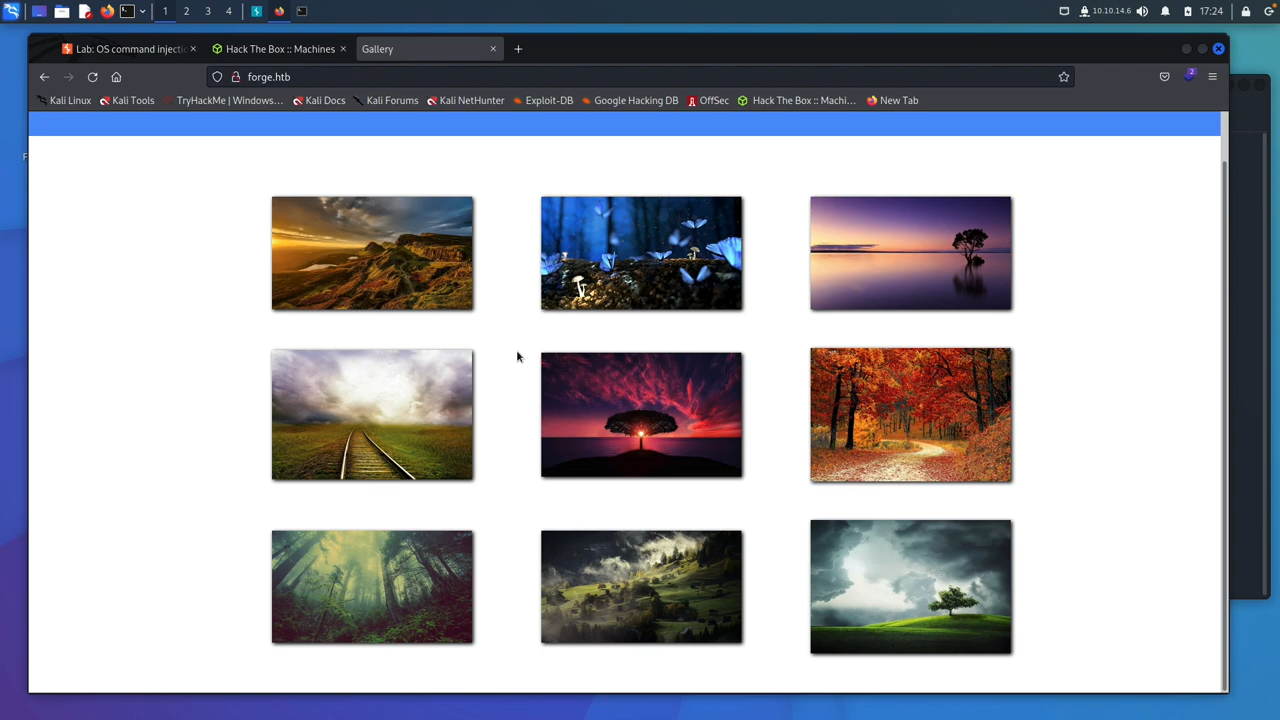 1 2 3 4 10.10.14.6 17:24
Lab: OS command injecti Hack The Box :: Machines Gallery
forge.htb 2
Kali Linux Kali Tools TryHackMe | Windows… Kali Docs Kali Forums Kali NetHunter Exploit-DB Google Hacking DB OffSec Hack The Box :: Machi… New Tab
F